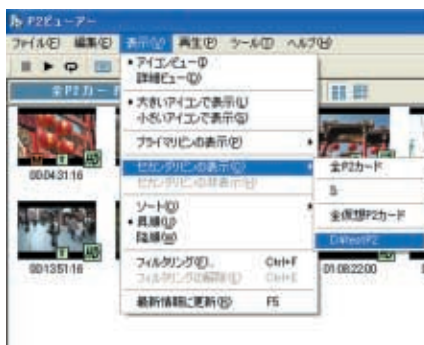 P2ビューアー
ファイル(F) 編集(E) 表示(V) 再生(P) ツール(T) ヘルプ(H)
全P2カード
アイコンビュー(I)
詳細ビュー(D)
大きいアイコンで表示(L)
小さいアイコンで表示(S)
プライマリビンの表示(P)
セカンダリビンの表示(C)
セカンダリビンの非表示(H)
ソート(O)
昇順(U)
降順(W)
フィルタリング(F)... Ctrl+F
フィルタリングの解除(L) Ctrl+E
最新情報に更新(R) F5
全P2カード
全仮想P2カード
D:¥testP2
00:04:31:16
00:13:51:16
01:08:22:00